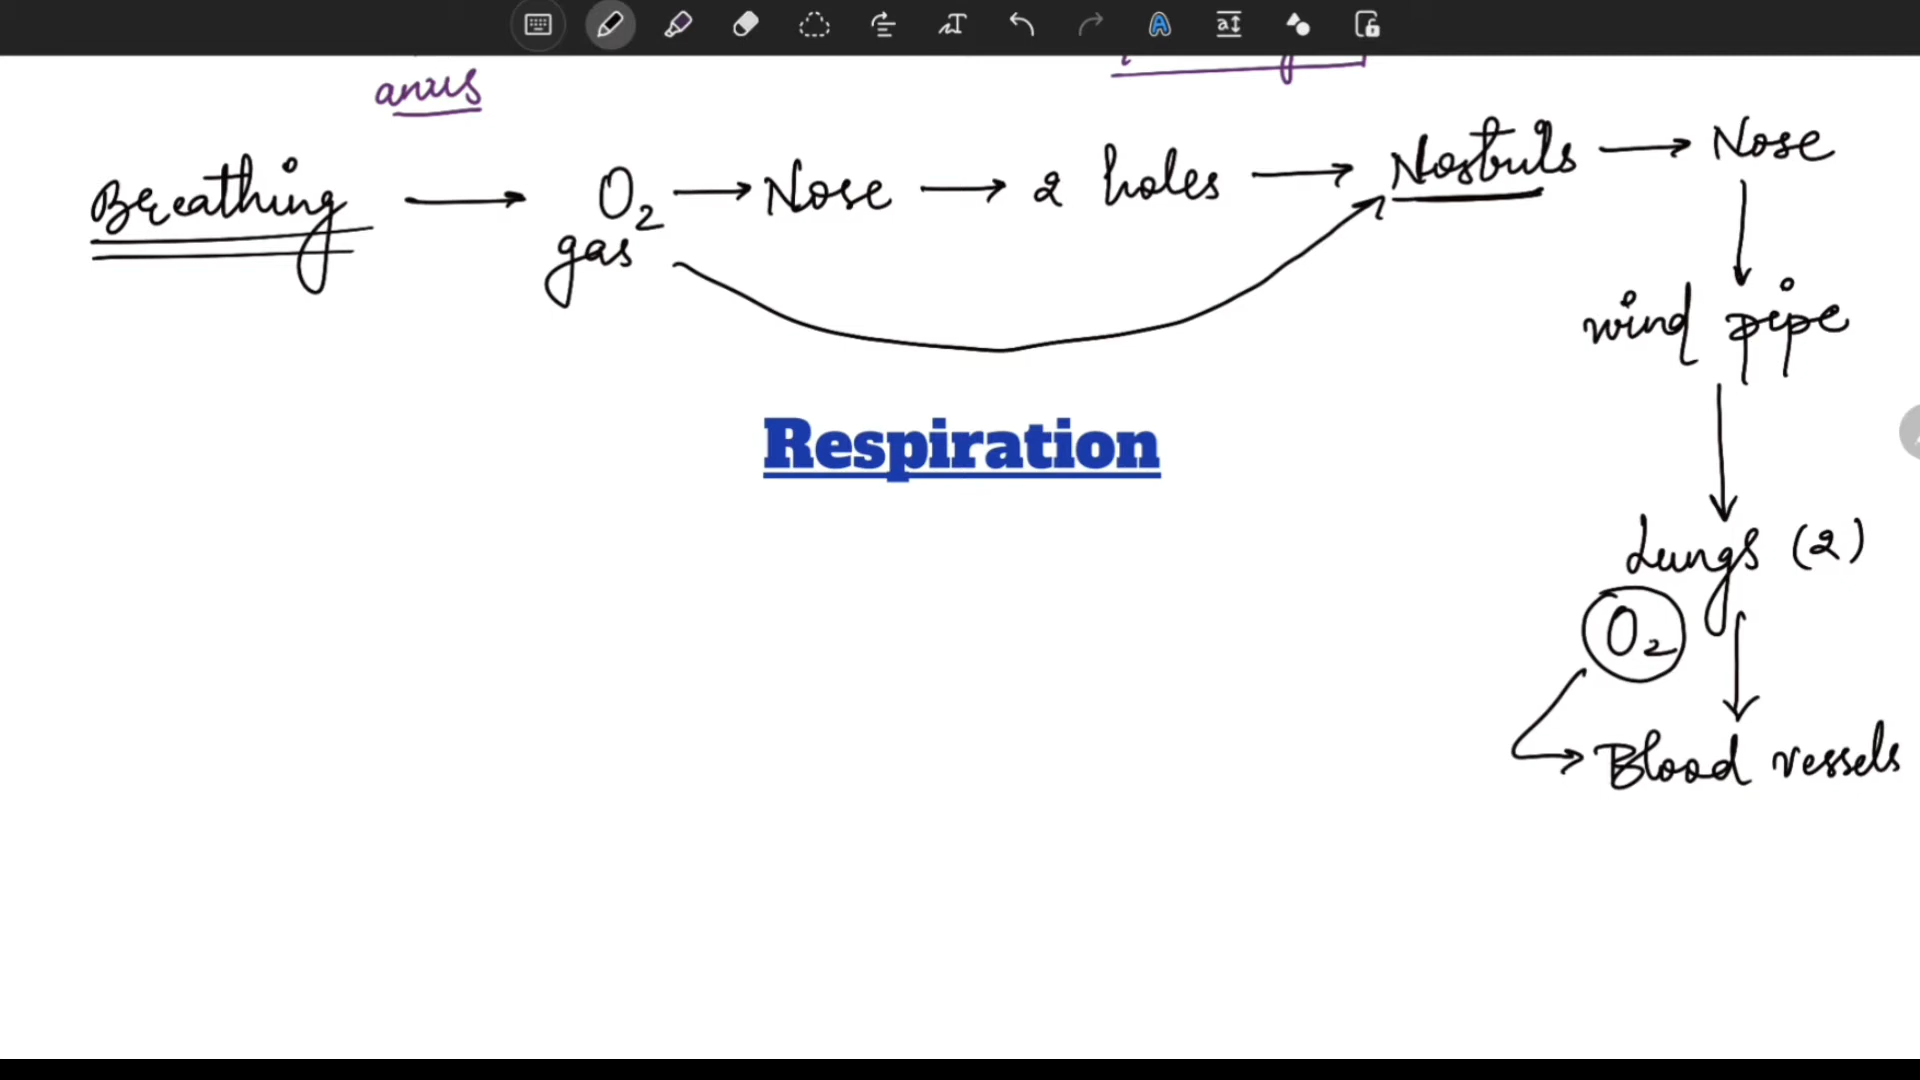 anus
Breathing → O2 gas → Nose → 2 holes → Nostrils → Nose
wind pipe
Respiration
Lungs (2)
O2
Blood vessels